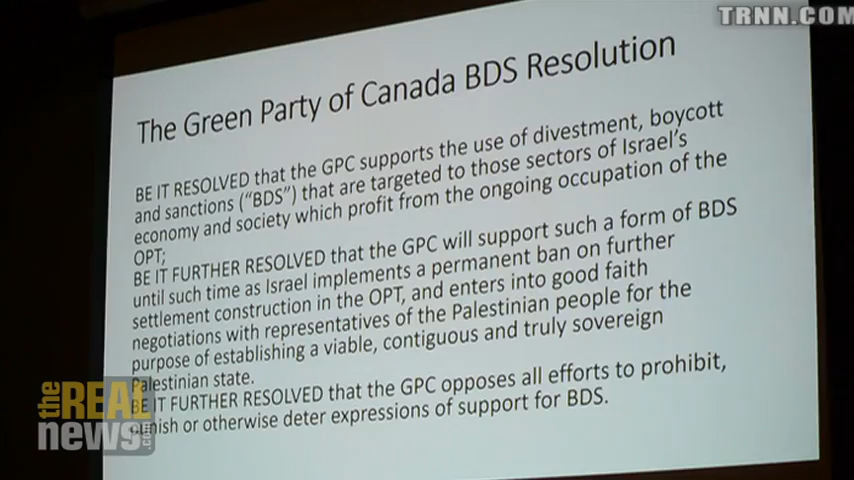 TRNN.COM
The Green Party of Canada BDS Resolution
BE IT RESOLVED that the GPC supports the use of divestment, boycott
and sanctions ("BDS") that are targeted to those sectors of Israel's
economy and society which profit from the ongoing occupation of the
OPT;
BE IT FURTHER RESOLVED that the GPC will support such a form of BDS
until such time as Israel implements a permanent ban on further
settlement construction in the OPT, and enters into good faith
negotiations with representatives of the Palestinian people for the
purpose of establishing a viable, contiguous and truly sovereign
Palestinian state.
BE IT FURTHER RESOLVED that the GPC opposes all efforts to prohibit,
punish or otherwise deter expressions of support for BDS.
the REAL
news.com